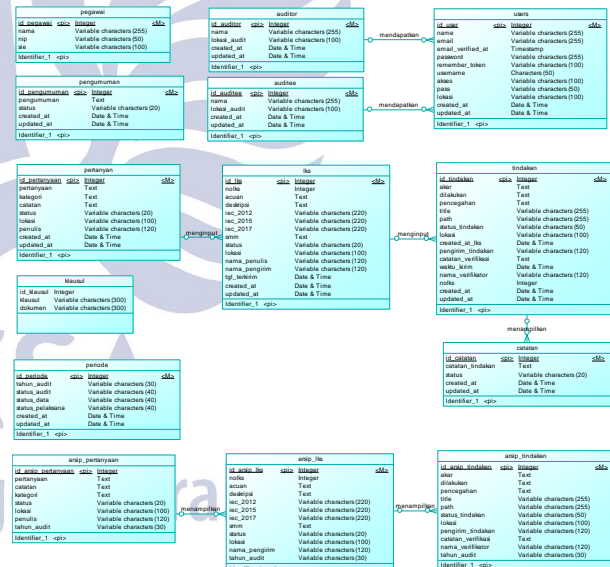 pegawai
id_pegawai <pi> Integer <M>
nama Variable characters (255)
nip Variable characters (50)
sie Variable characters (100)
Identifier_1 <pi>
auditor
id_auditor <pi> Integer <M>
nama Variable characters (255)
lokasi_audit Variable characters (100)
created_at Date & Time
updated_at Date & Time
Identifier_1 <pi>
mendapatkan
users
id_user <pi> Integer <M>
name Variable characters (255)
email Variable characters (255)
email_verified_at Timestamp
password Variable characters (255)
remember_token Variable characters (100)
username Characters (50)
akses Variable characters (100)
pass Variable characters (50)
lokasi Variable characters (100)
created_at Date & Time
updated_at Date & Time
Identifier_1 <pi>
pengumuman
id_pengumuman <pi> Integer <M>
pengumuman Text
status Variable characters (20)
created_at Date & Time
updated_at Date & Time
Identifier_1 <pi>
auditee
id_auditee <pi> Integer <M>
nama Variable characters (255)
lokasi_audit Variable characters (100)
created_at Date & Time
updated_at Date & Time
Identifier_1 <pi>
mendapatkan
pertanyan
id_pertanyaan <pi> Integer <M>
pertanyaan Text
kategori Text
catatan Text
status Variable characters (20)
lokasi Variable characters (100)
penulis Variable characters (120)
created_at Date & Time
updated_at Date & Time
Identifier_1 <pi>
menginput
lks
id_lks <pi> Integer <M>
nolks Integer
acuan Text
deskripsi Text
iec_2012 Variable characters (220)
iec_2015 Variable characters (220)
iec_2017 Variable characters (220)
smm Text
status Variable characters (20)
lokasi Variable characters (100)
nama_penulis Variable characters (120)
nama_pengirim Variable characters (120)
tgl_terkirim Date & Time
created_at Date & Time
updated_at Date & Time
Identifier_1 <pi>
menginput
tindakan
id_tindakan <pi> Integer <M>
akar Text
dilakukan Text
pencegahan Text
title Variable characters (255)
path Variable characters (255)
status_tindakan Variable characters (50)
lokasi Variable characters (100)
created_at_lks Date & Time
pengirim_tindakan Variable characters (120)
catatan_verifikasi Text
waktu_kirim Date & Time
nama_verifikator Variable characters (120)
nolks Integer
created_at Date & Time
updated_at Date & Time
Identifier_1 <pi>
klausul
id_klausul Integer
klausul Variable characters (300)
dokumen Variable characters (300)
menampilkan
catatan
id_catatan <pi> Integer <M>
catatan_tindakan Text
status Variable characters (20)
created_at Date & Time
updated_at Date & Time
Identifier_1 <pi>
periode
id_periode <pi> Integer <M>
tahun_audit Variable characters (30)
status_audit Variable characters (40)
status_data Variable characters (40)
status_pelaksana Variable characters (40)
created_at Date & Time
updated_at Date & Time
Identifier_1 <pi>
arsip_pertanyaan
id_arsip_pertanyaan <pi> Integer <M>
pertanyaan Text
catatan Text
kategori Text
status Variable characters (20)
lokasi Variable characters (100)
penulis Variable characters (120)
tahun_audit Variable characters (30)
Identifier_1 <pi>
menampilkan
arsip_lks
id_arsip_lks <pi> Integer <M>
nolks Integer
acuan Text
deskripsi Text
iec_2012 Variable characters (220)
iec_2015 Variable characters (220)
iec_2017 Variable characters (220)
smm Text
status Variable characters (20)
lokasi Variable characters (100)
nama_pengirim Variable characters (120)
tahun_audit Variable characters (30)
menampilkan
arsip_tindakan
id_arsip_tindakan <pi> Integer <M>
akar Text
dilakukan Text
pencegahan Text
title Variable characters (255)
path Variable characters (255)
status_tindakan Variable characters (50)
lokasi Variable characters (100)
pengirim_tindakan Variable characters (120)
catatan_verifikasi Text
nama_verifikator Variable characters (120)
tahun_audit Variable characters (30)
Identifier_1 <pi>